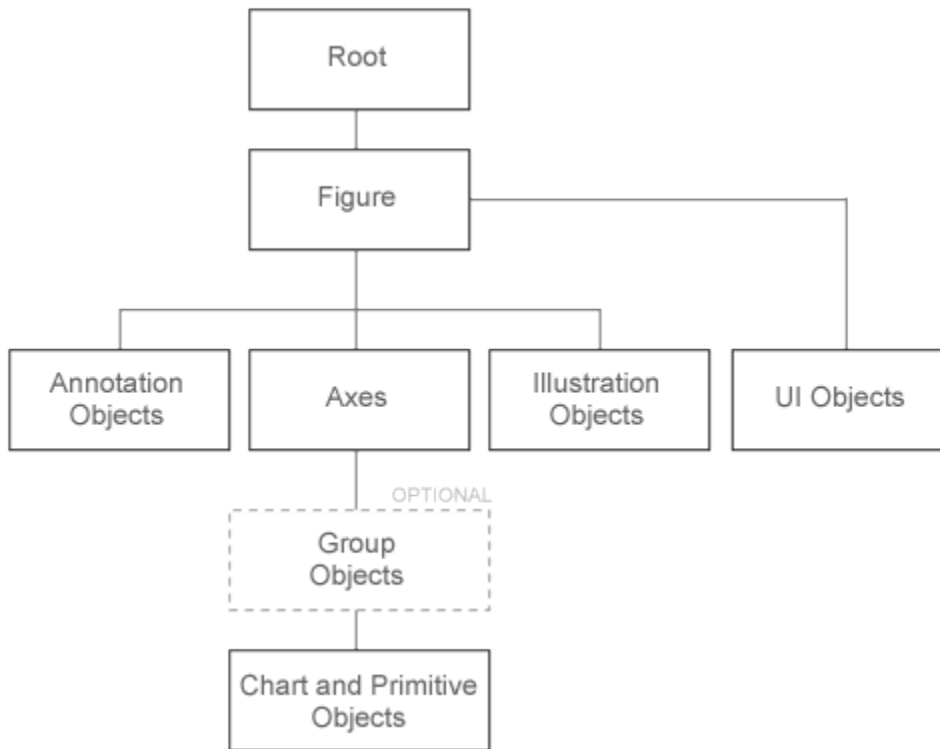 Root
Figure
Annotation
Objects
Axes
Illustration
Objects
UI Objects
OPTIONAL
Group
Objects
Chart and Primitive
Objects